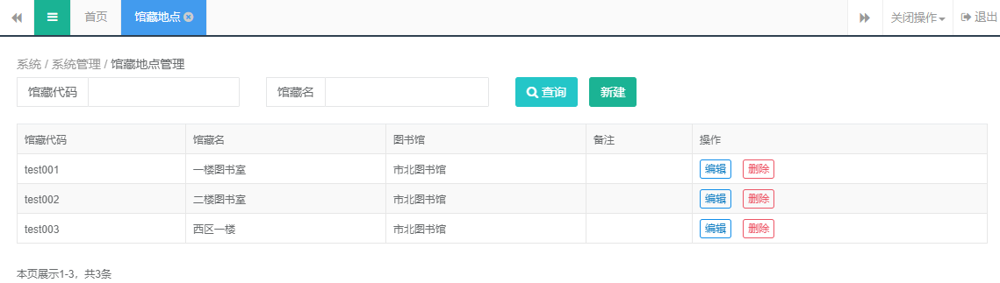 首页 馆藏地点 关闭操作 退出
系统 / 系统管理 / 馆藏地点管理
馆藏代码 馆藏名 查询 新建
馆藏代码 馆藏名 图书馆 备注 操作
test001 一楼图书室 市北图书馆 编辑 删除
test002 二楼图书室 市北图书馆 编辑 删除
test003 西区一楼 市北图书馆 编辑 删除
本页展示1-3，共3条